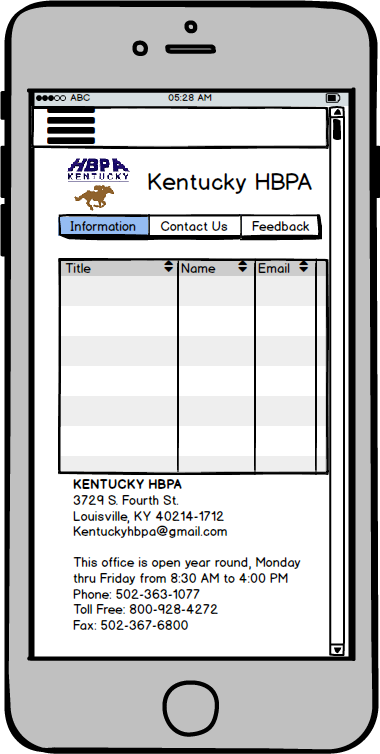 ABC 05:28 AM
HBPA
KENTUCKY
Kentucky HBPA
Information Contact Us Feedback
Title Name Email
KENTUCKY HBPA
3729 S. Fourth St.
Louisville, KY 40214-1712
Kentuckyhbpa@gmail.com
This office is open year round, Monday
thru Friday from 8:30 AM to 4:00 PM
Phone: 502-363-1077
Toll Free: 800-928-4272
Fax: 502-367-6800